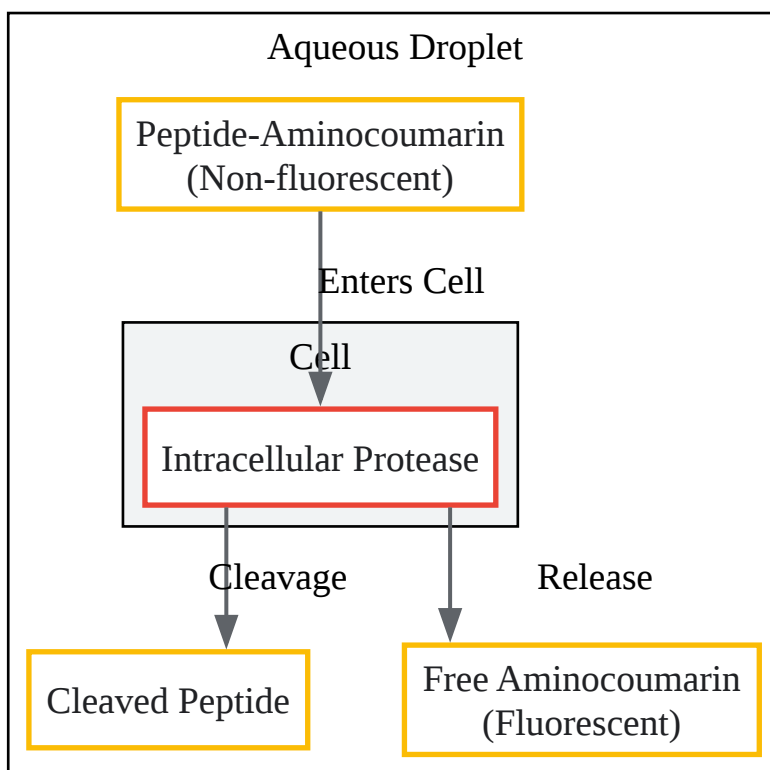 Aqueous Droplet
Peptide-Aminocoumarin
(Non-fluorescent)
Enters Cell
Cell
Intracellular Protease
Cleavage
Release
Cleaved Peptide
Free Aminocoumarin
(Fluorescent)